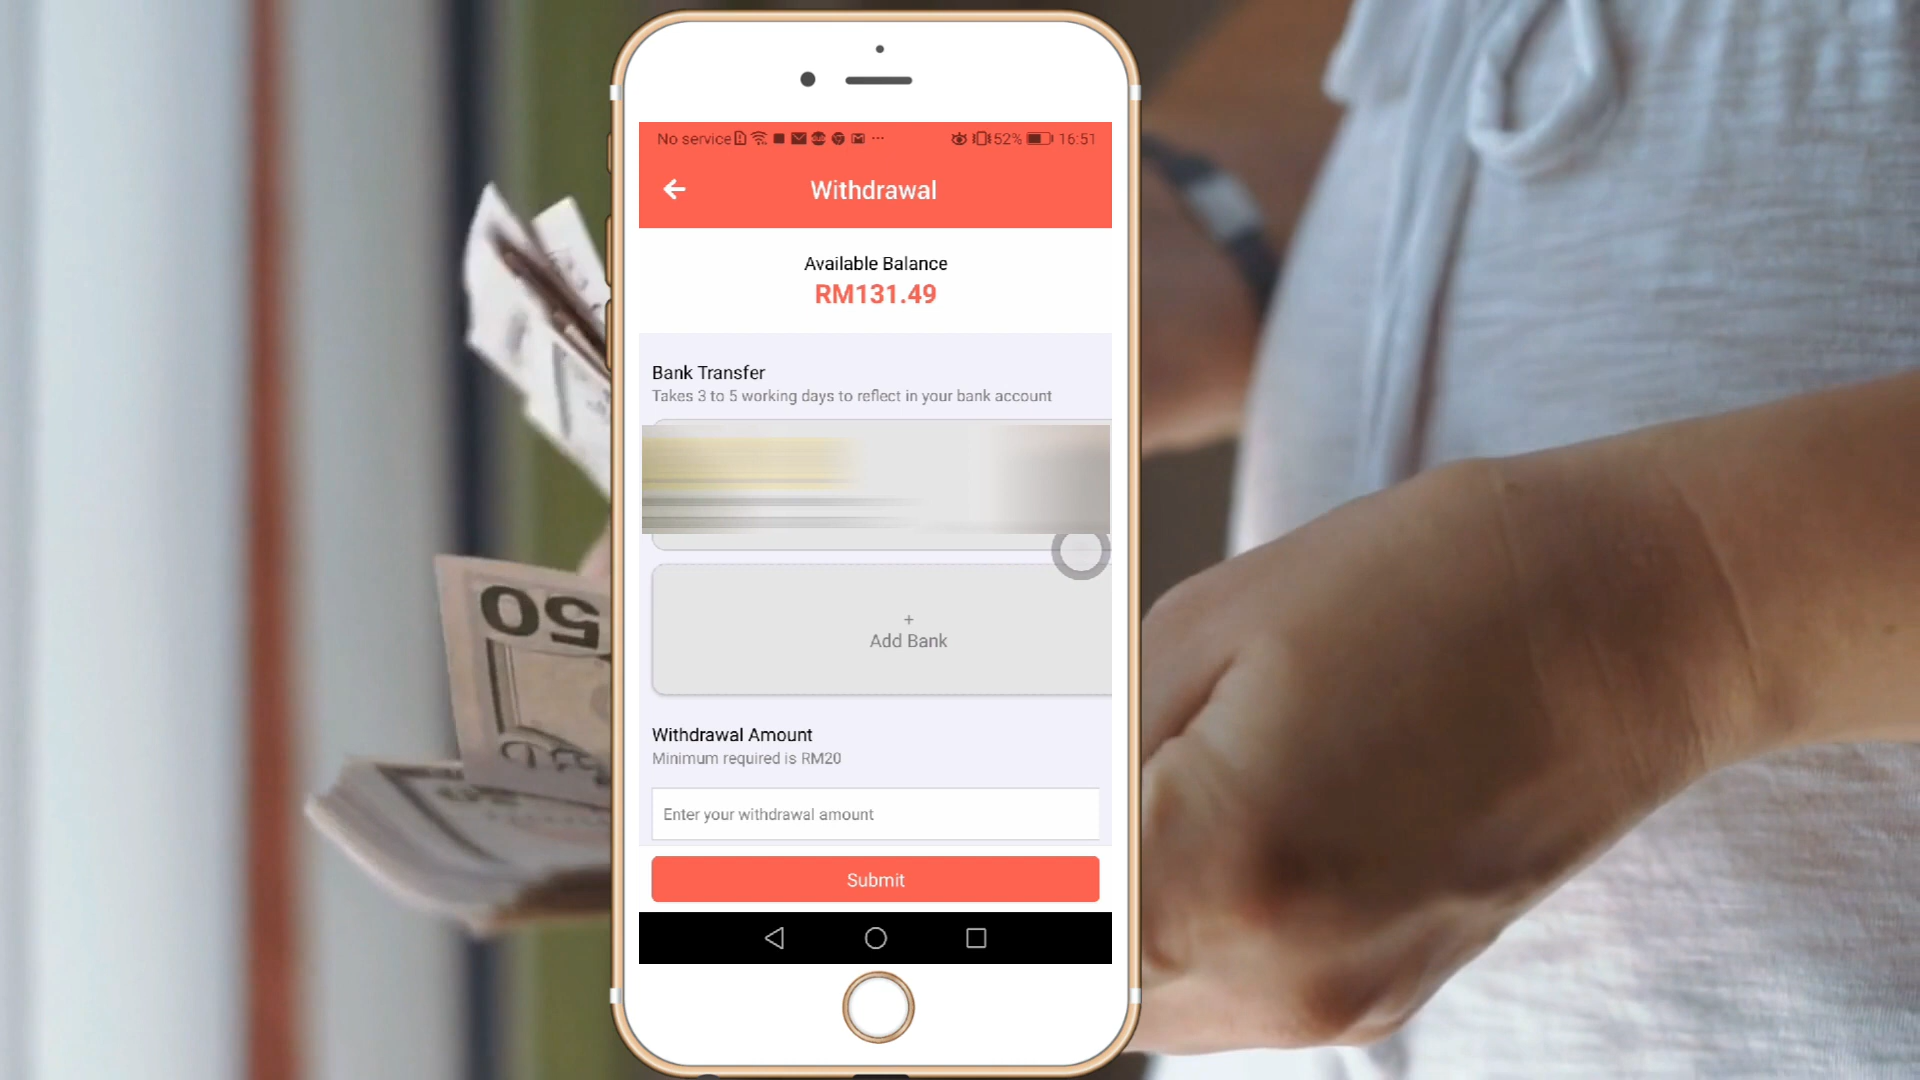 No service 52% 16:51
Withdrawal
Available Balance
RM131.49
Bank Transfer
Takes 3 to 5 working days to reflect in your bank account
+
Add Bank
Withdrawal Amount
Minimum required is RM20
Enter your withdrawal amount
Submit
50